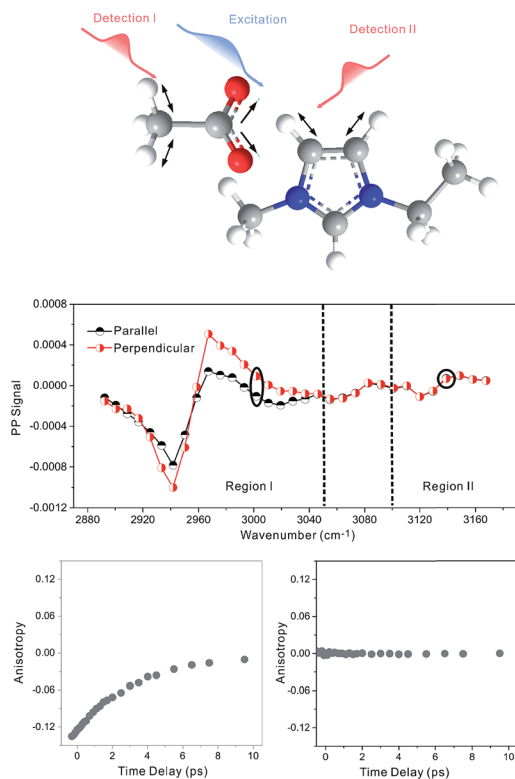 Detection I
Excitation
Detection II
0.0008
0.0004
0.0000
-0.0004
-0.0008
-0.0012
PP Signal
Parallel
Perpendicular
Region I
Region II
2880 2920 2960 3000 3040 3080 3120 3160
Wavenumber (cm-1)
0.12
0.06
0.00
-0.06
-0.12
Anisotropy
0 2 4 6 8 10
Time Delay (ps)
0.12
0.06
0.00
-0.06
-0.12
Anisotropy
0 2 4 6 8 10
Time Delay (ps)